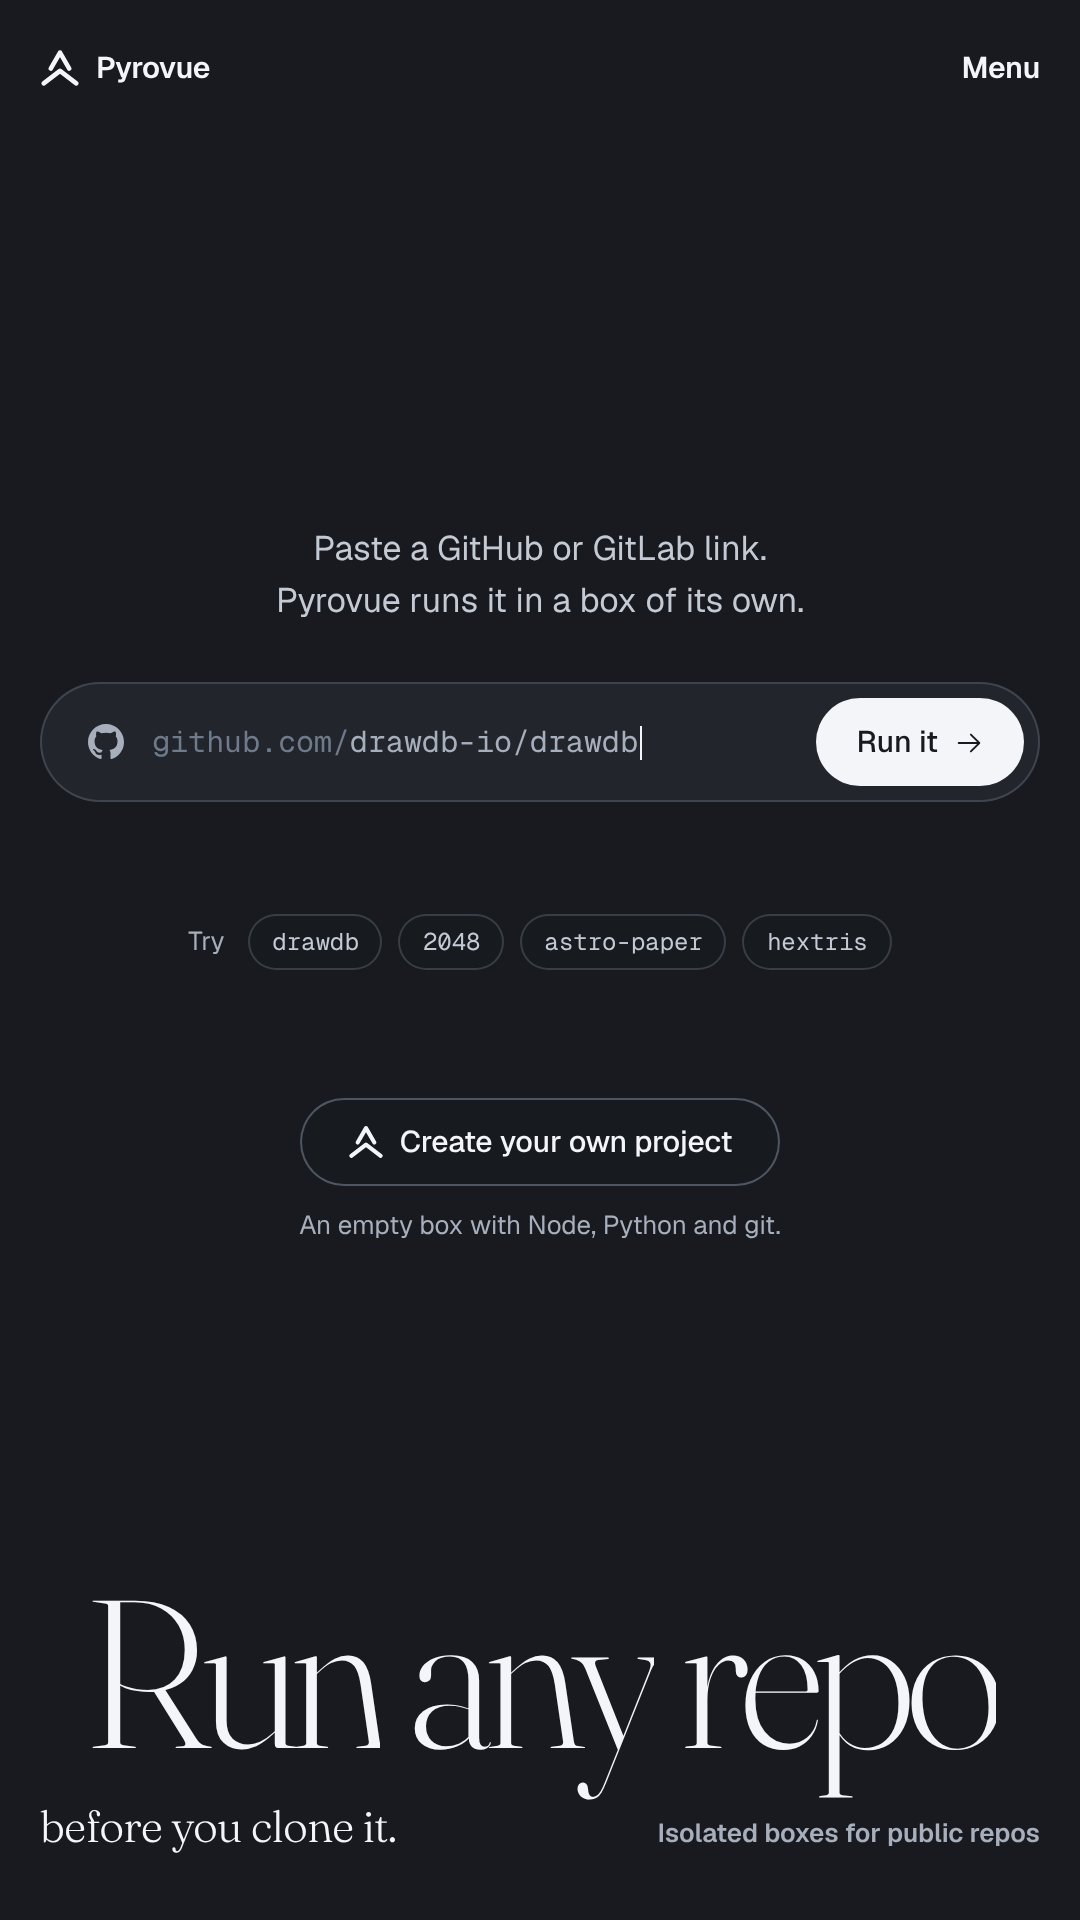 Pyrovue
Menu
Paste a GitHub or GitLab link.
Pyrovue runs it in a box of its own.
github.com/drawdb-io/drawdb
Run it →
Try
drawdb
2048
astro-paper
hextris
Create your own project
An empty box with Node, Python and git.
Run any repo
before you clone it.
Isolated boxes for public repos